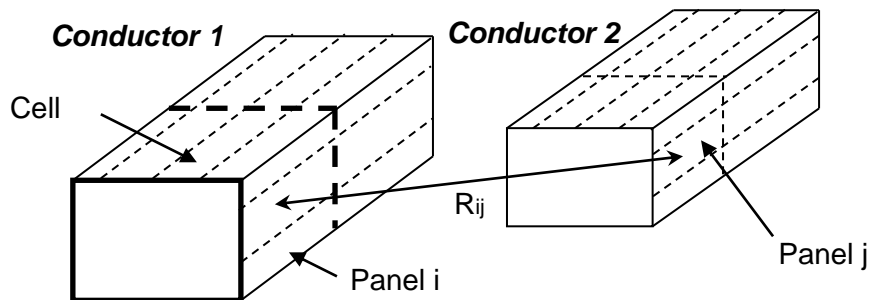 Conductor 1
Conductor 2
Cell
Rij
Panel j
Panel i